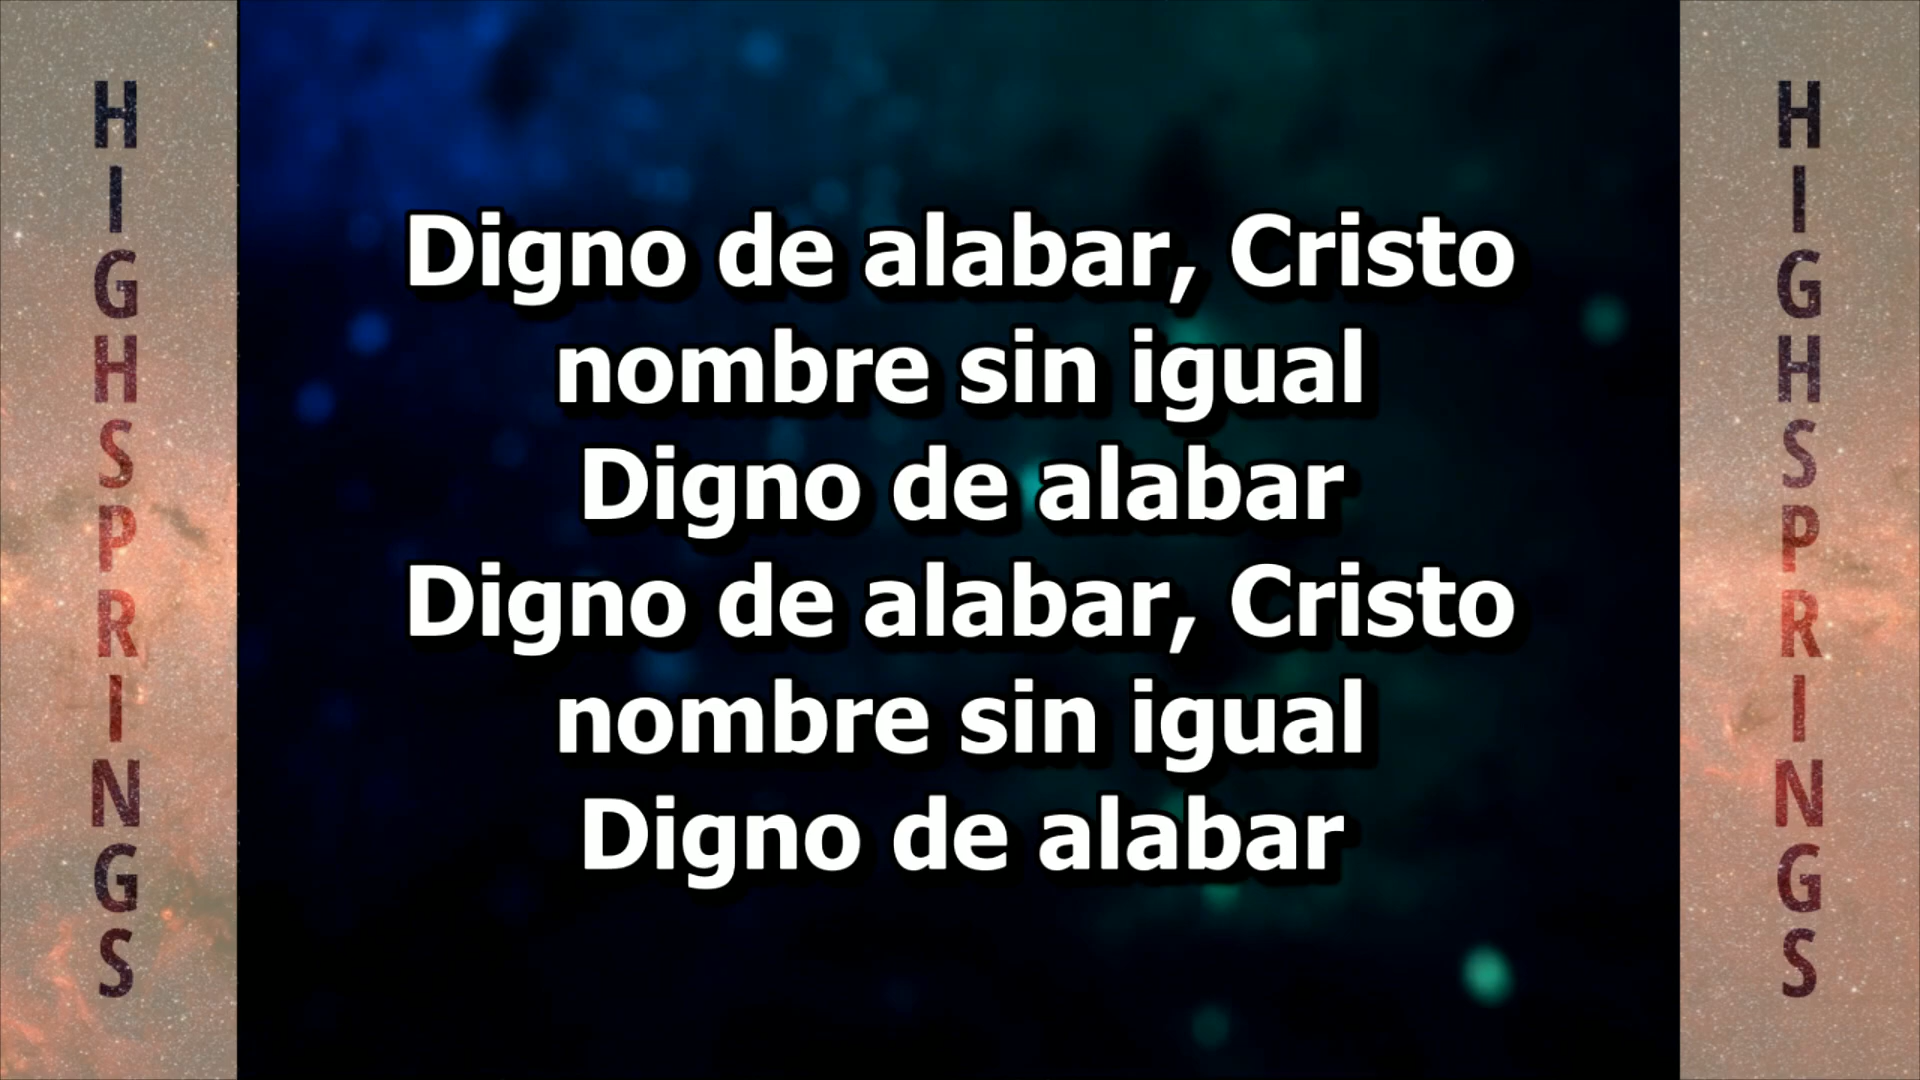 HIGHSPRINGS
Digno de alabar, Cristo
nombre sin igual
Digno de alabar
Digno de alabar, Cristo
nombre sin igual
Digno de alabar
HIGHSPRINGS